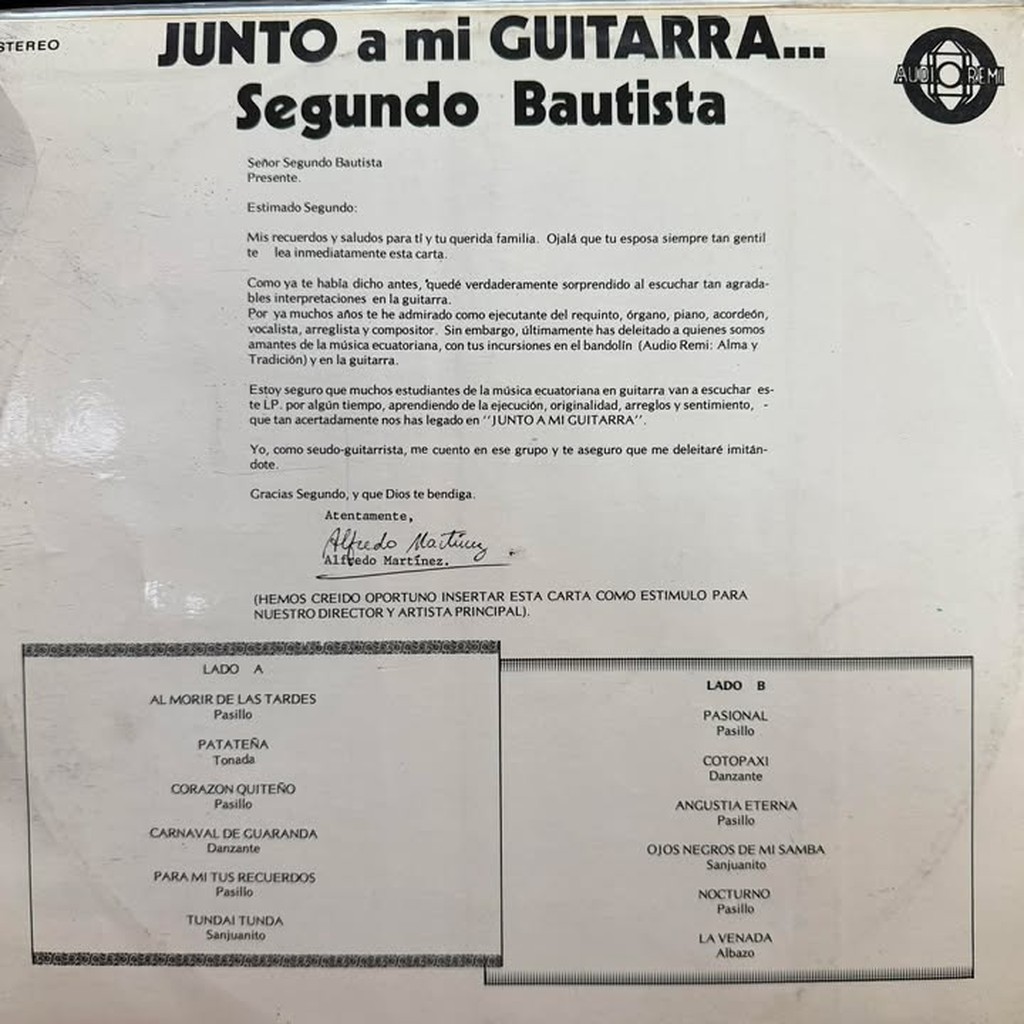 STEREO
JUNTO a mi GUITARRA...
Segundo Bautista
AUDIO REMI
Señor Segundo Bautista
Presente.
Estimado Segundo:
Mis recuerdos y saludos para tí y tu querida familia. Ojalá que tu esposa siempre tan gentil
te lea inmediatamente esta carta.
Como ya te había dicho antes, quedé verdaderamente sorprendido al escuchar tan agrada-
bles interpretaciones en la guitarra.
Por ya muchos años te he admirado como ejecutante del requinto, órgano, piano, acordeón,
vocalista, arreglista y compositor. Sin embargo, últimamente has deleitado a quienes somos
amantes de la música ecuatoriana, con tus incursiones en el bandolín (Audio Remi: Alma y
Tradición) y en la guitarra.
Estoy seguro que muchos estudiantes de la música ecuatoriana en guitarra van a escuchar es-
te LP. por algún tiempo, aprendiendo de la ejecución, originalidad, arreglos y sentimiento, -
que tan acertadamente nos has legado en "JUNTO A MI GUITARRA".
Yo, como seudo-guitarrista, me cuento en ese grupo y te aseguro que me deleitaré imitán-
dote.
Gracias Segundo, y que Dios te bendiga.
Atentamente,
Alfredo Martínez
Alfredo Martínez.
(HEMOS CREIDO OPORTUNO INSERTAR ESTA CARTA COMO ESTIMULO PARA
NUESTRO DIRECTOR Y ARTISTA PRINCIPAL).
LADO A
AL MORIR DE LAS TARDES
Pasillo
PATATEÑA
Tonada
CORAZON QUITEÑO
Pasillo
CARNAVAL DE GUARANDA
Danzante
PARA MI TUS RECUERDOS
Pasillo
TUNDAI TUNDA
Sanjuanito
LADO B
PASIONAL
Pasillo
COTOPAXI
Danzante
ANGUSTIA ETERNA
Pasillo
OJOS NEGROS DE MI SAMBA
Sanjuanito
NOCTURNO
Pasillo
LA VENADA
Albazo